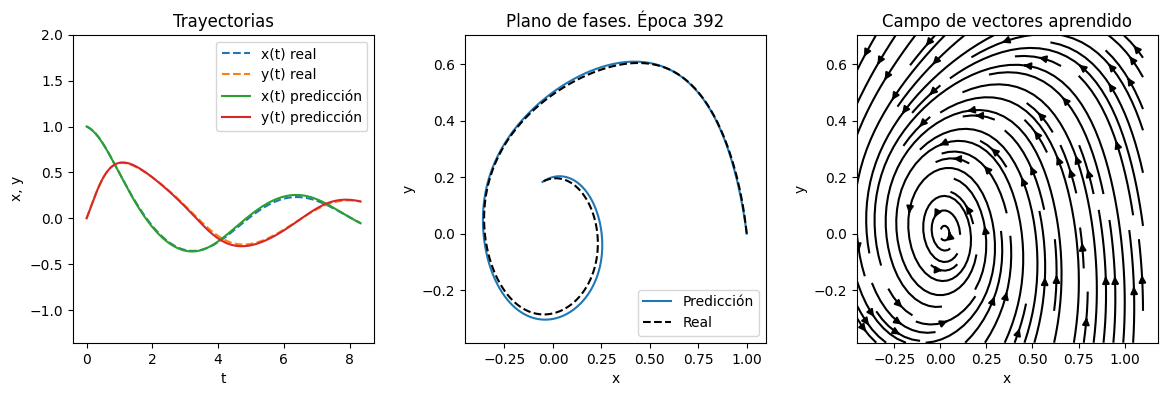 Trayectorias
2.0
1.5
1.0
0.5
0.0
−0.5
−1.0
x, y
0 2 4 6 8
t
x(t) real
y(t) real
x(t) predicción
y(t) predicción
Plano de fases. Época 392
0.6
0.4
0.2
0.0
−0.2
y
−0.25 0.00 0.25 0.50 0.75 1.00
x
Predicción
Real
Campo de vectores aprendido
0.6
0.4
0.2
0.0
−0.2
y
−0.25 0.00 0.25 0.50 0.75 1.00
x